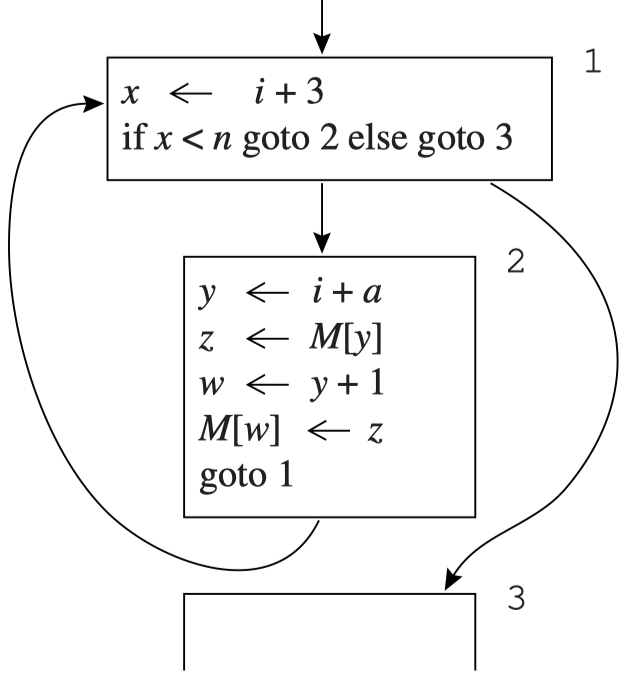 1
x ← i + 3
if x < n goto 2 else goto 3
2
y ← i + a
z ← M[y]
w ← y + 1
M[w] ← z
goto 1
3